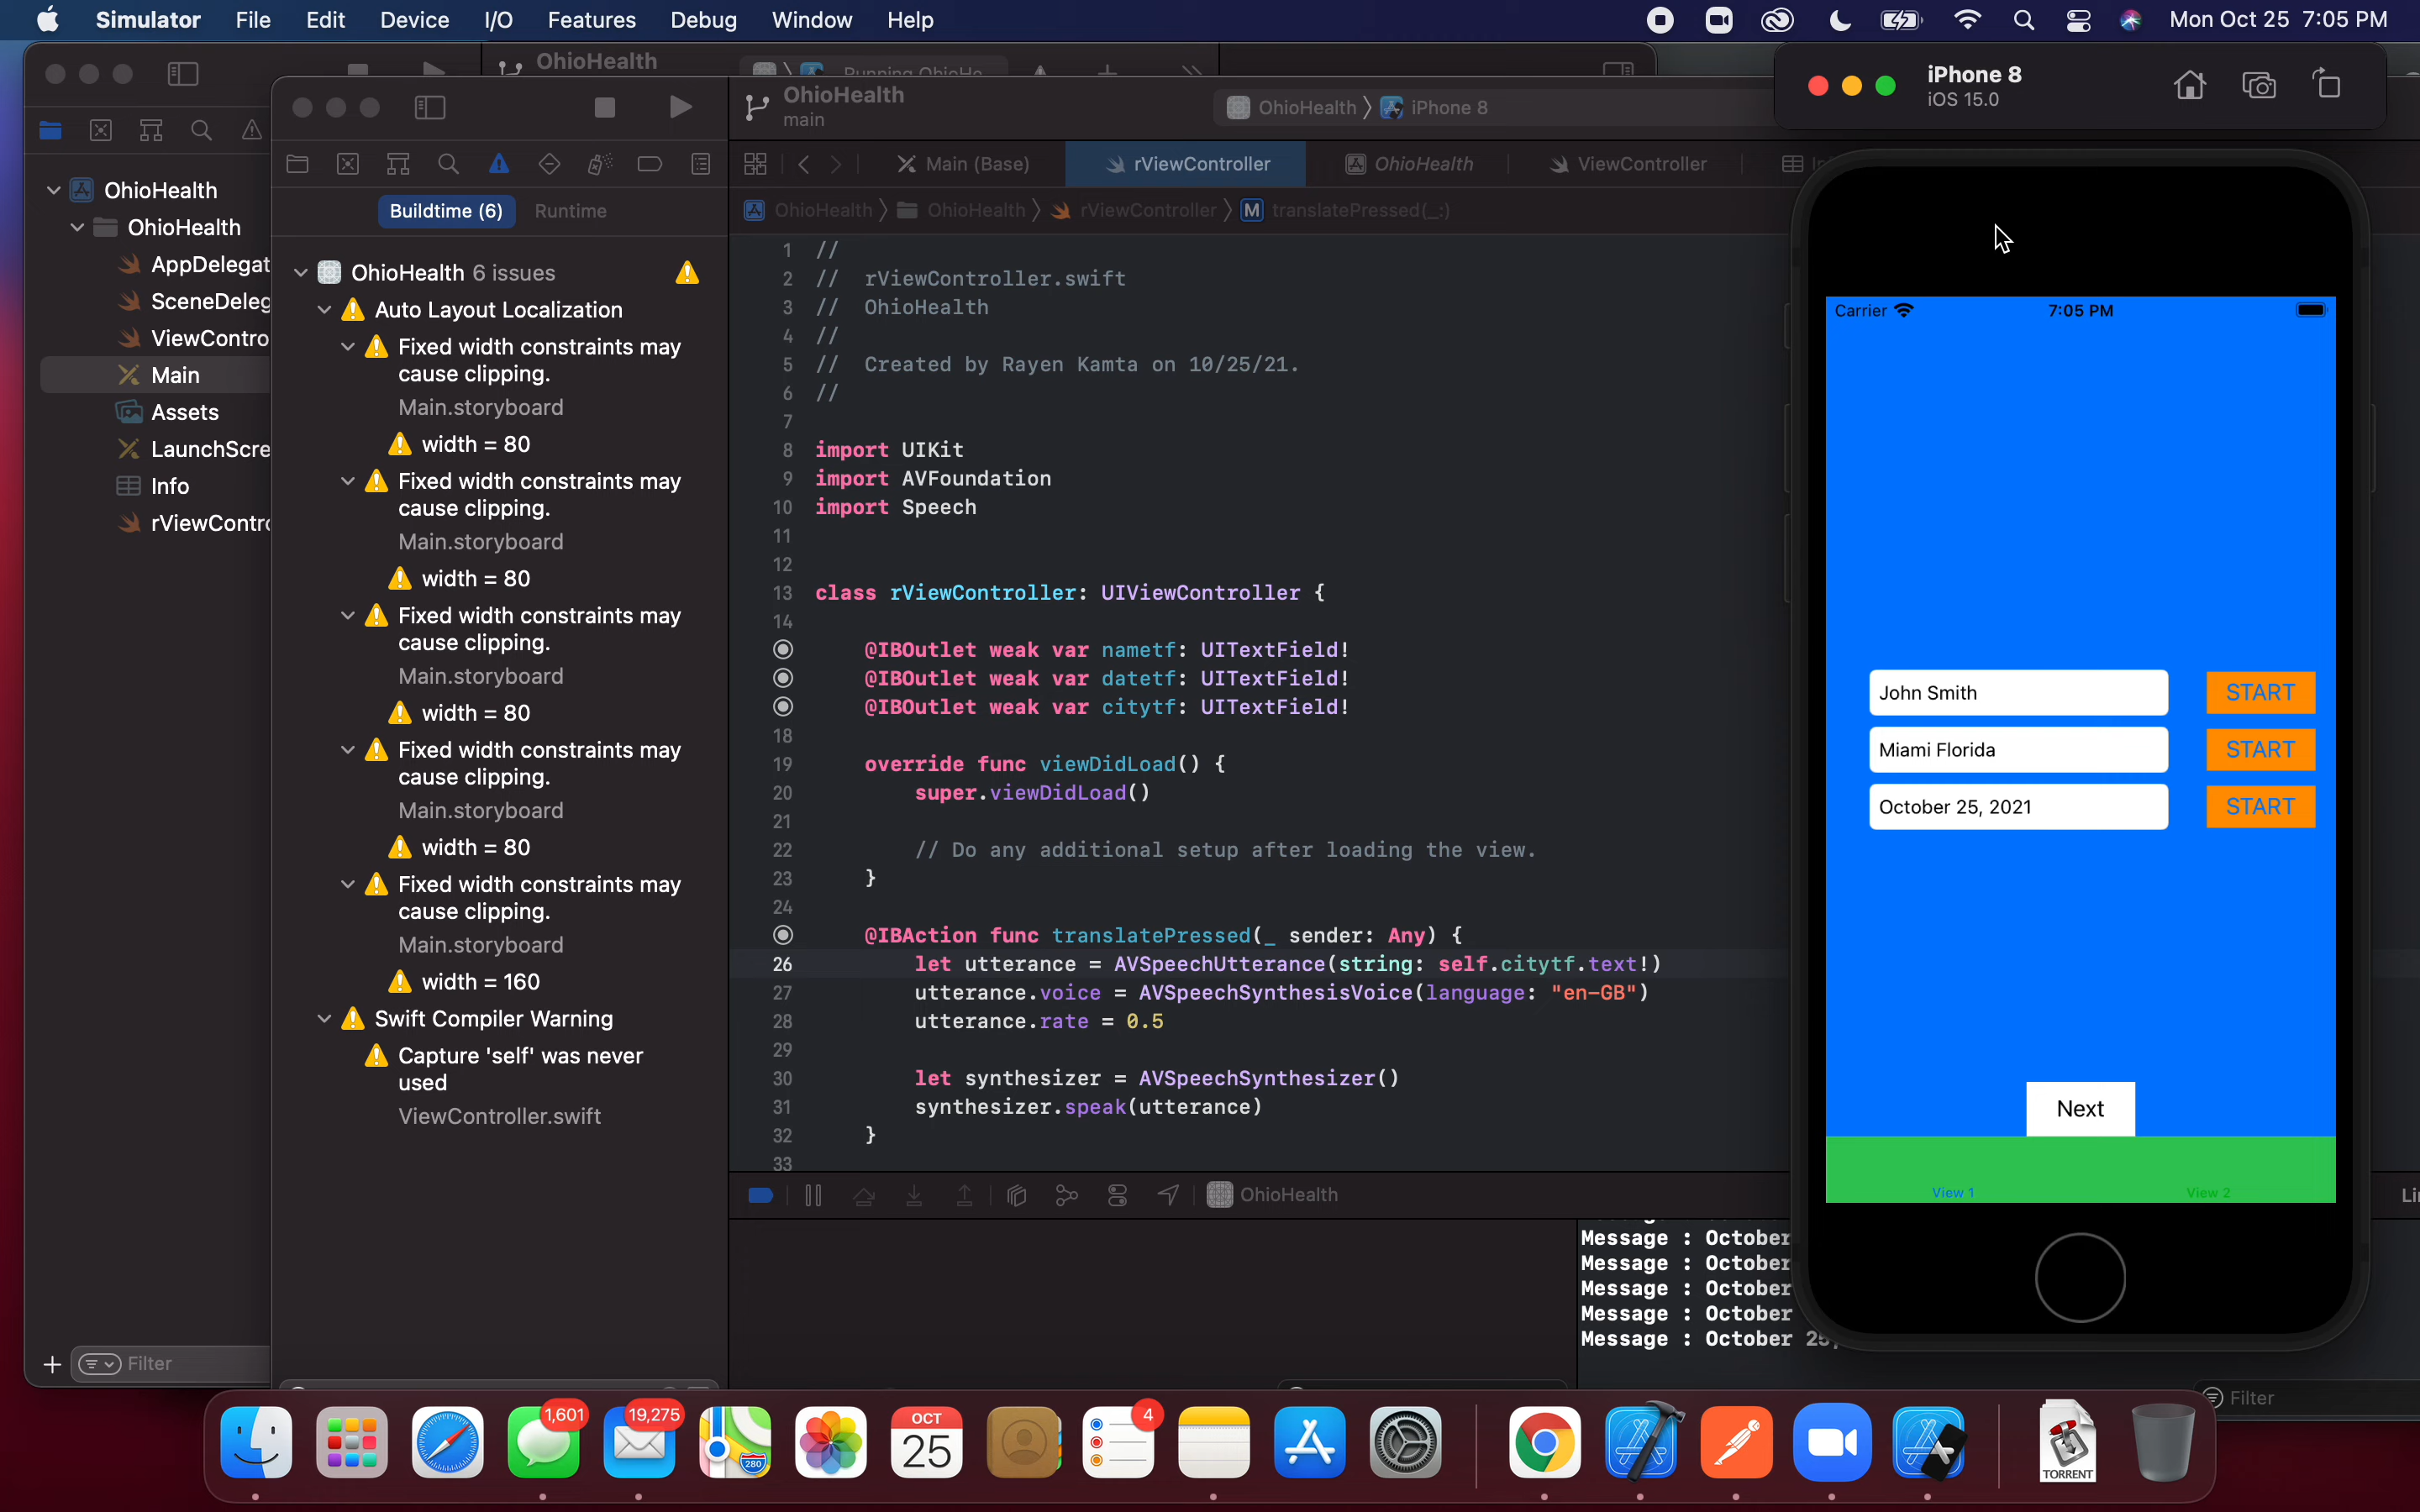 Simulator File Edit Device I/O Features Debug Window Help Mon Oct 25 7:05 PM
OhioHealth
OhioHealth
main
OhioHealth iPhone 8
iPhone 8
iOS 15.0
Main (Base) rViewController OhioHealth ViewController
OhioHealth OhioHealth rViewController M translatePressed(_:)
OhioHealth
OhioHealth
AppDelegat
SceneDeleg
ViewContro
Main
Assets
LaunchScre
Info
rViewContro
Filter
Buildtime (6) Runtime
OhioHealth 6 issues
Auto Layout Localization
Fixed width constraints may
cause clipping.
Main.storyboard
width = 80
Fixed width constraints may
cause clipping.
Main.storyboard
width = 80
Fixed width constraints may
cause clipping.
Main.storyboard
width = 80
Fixed width constraints may
cause clipping.
Main.storyboard
width = 80
Fixed width constraints may
cause clipping.
Main.storyboard
width = 160
Swift Compiler Warning
Capture 'self' was never
used
ViewController.swift
1 //
2 // rViewController.swift
3 // OhioHealth
4 //
5 // Created by Rayen Kamta on 10/25/21.
6 //
7
8 import UIKit
9 import AVFoundation
10 import Speech
11
12
13 class rViewController: UIViewController {
14
@IBOutlet weak var nametf: UITextField!
@IBOutlet weak var datetf: UITextField!
@IBOutlet weak var citytf: UITextField!
18
19 override func viewDidLoad() {
20 super.viewDidLoad()
21
22 // Do any additional setup after loading the view.
23 }
24
@IBAction func translatePressed(_ sender: Any) {
26 let utterance = AVSpeechUtterance(string: self.citytf.text!)
27 utterance.voice = AVSpeechSynthesisVoice(language: "en-GB")
28 utterance.rate = 0.5
29
30 let synthesizer = AVSpeechSynthesizer()
31 synthesizer.speak(utterance)
32 }
33
OhioHealth
Message : October
Message : October
Message : October
Message : October
Message : October 25,
Filter
Carrier 7:05 PM
John Smith START
Miami Florida START
October 25, 2021 START
Next
View 1 View 2
1,601
19,275
280
OCT
25
4
TORRENT